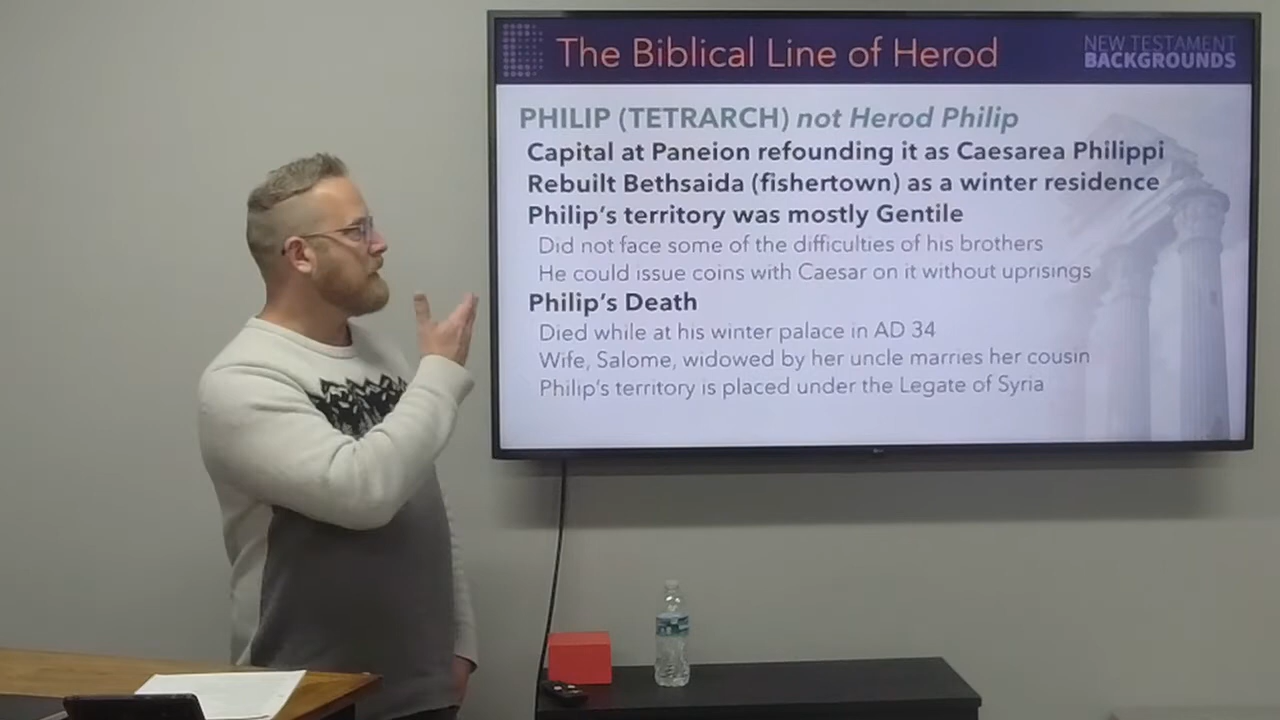 The Biblical Line of Herod
NEW TESTAMENT
BACKGROUNDS
PHILIP (TETRARCH) not Herod Philip
Capital at Paneion refounding it as Caesarea Philippi
Rebuilt Bethsaida (fishertown) as a winter residence
Philip's territory was mostly Gentile
Did not face some of the difficulties of his brothers
He could issue coins with Caesar on it without uprisings
Philip's Death
Died while at his winter palace in AD 34
Wife, Salome, widowed by her uncle marries her cousin
Philip's territory is placed under the Legate of Syria